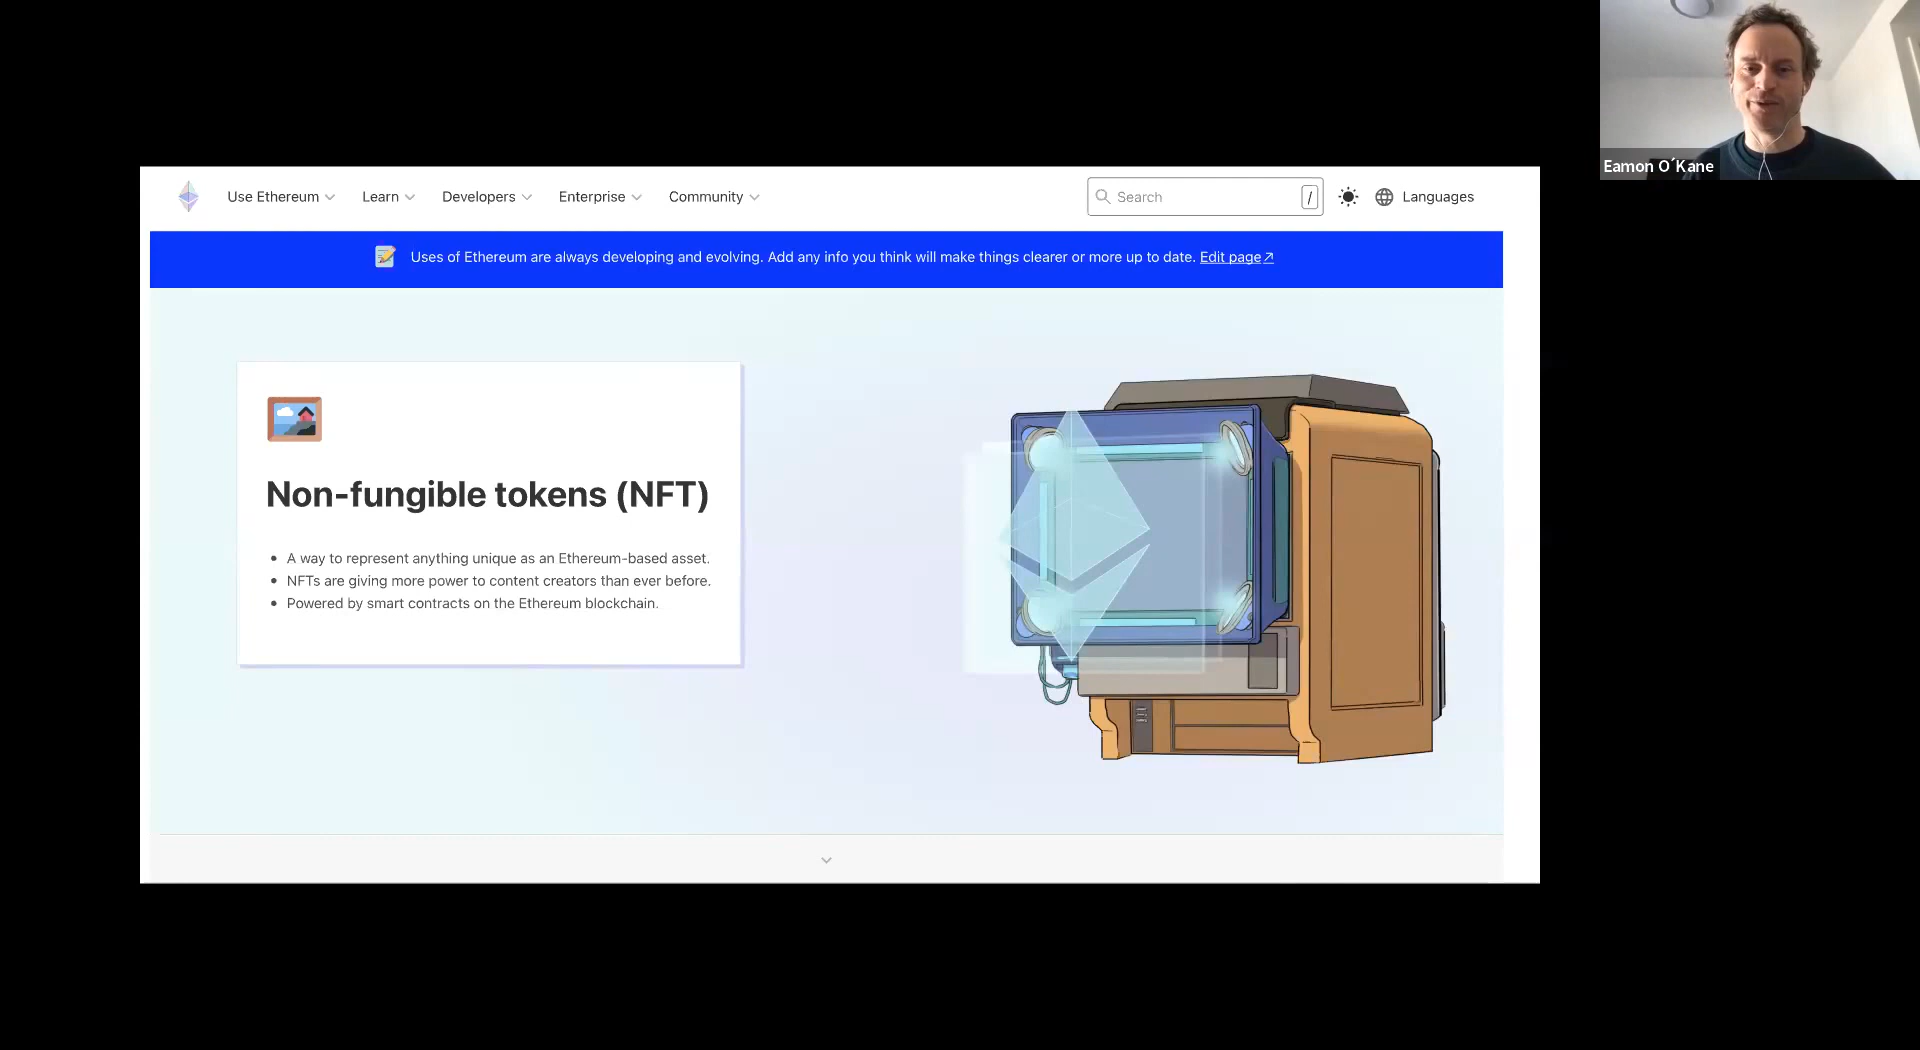 Eamon O´Kane
Use Ethereum Learn Developers Enterprise Community Search / Languages
Uses of Ethereum are always developing and evolving. Add any info you think will make things clearer or more up to date. Edit page↗
Non-fungible tokens (NFT)
• A way to represent anything unique as an Ethereum-based asset.
• NFTs are giving more power to content creators than ever before.
• Powered by smart contracts on the Ethereum blockchain.